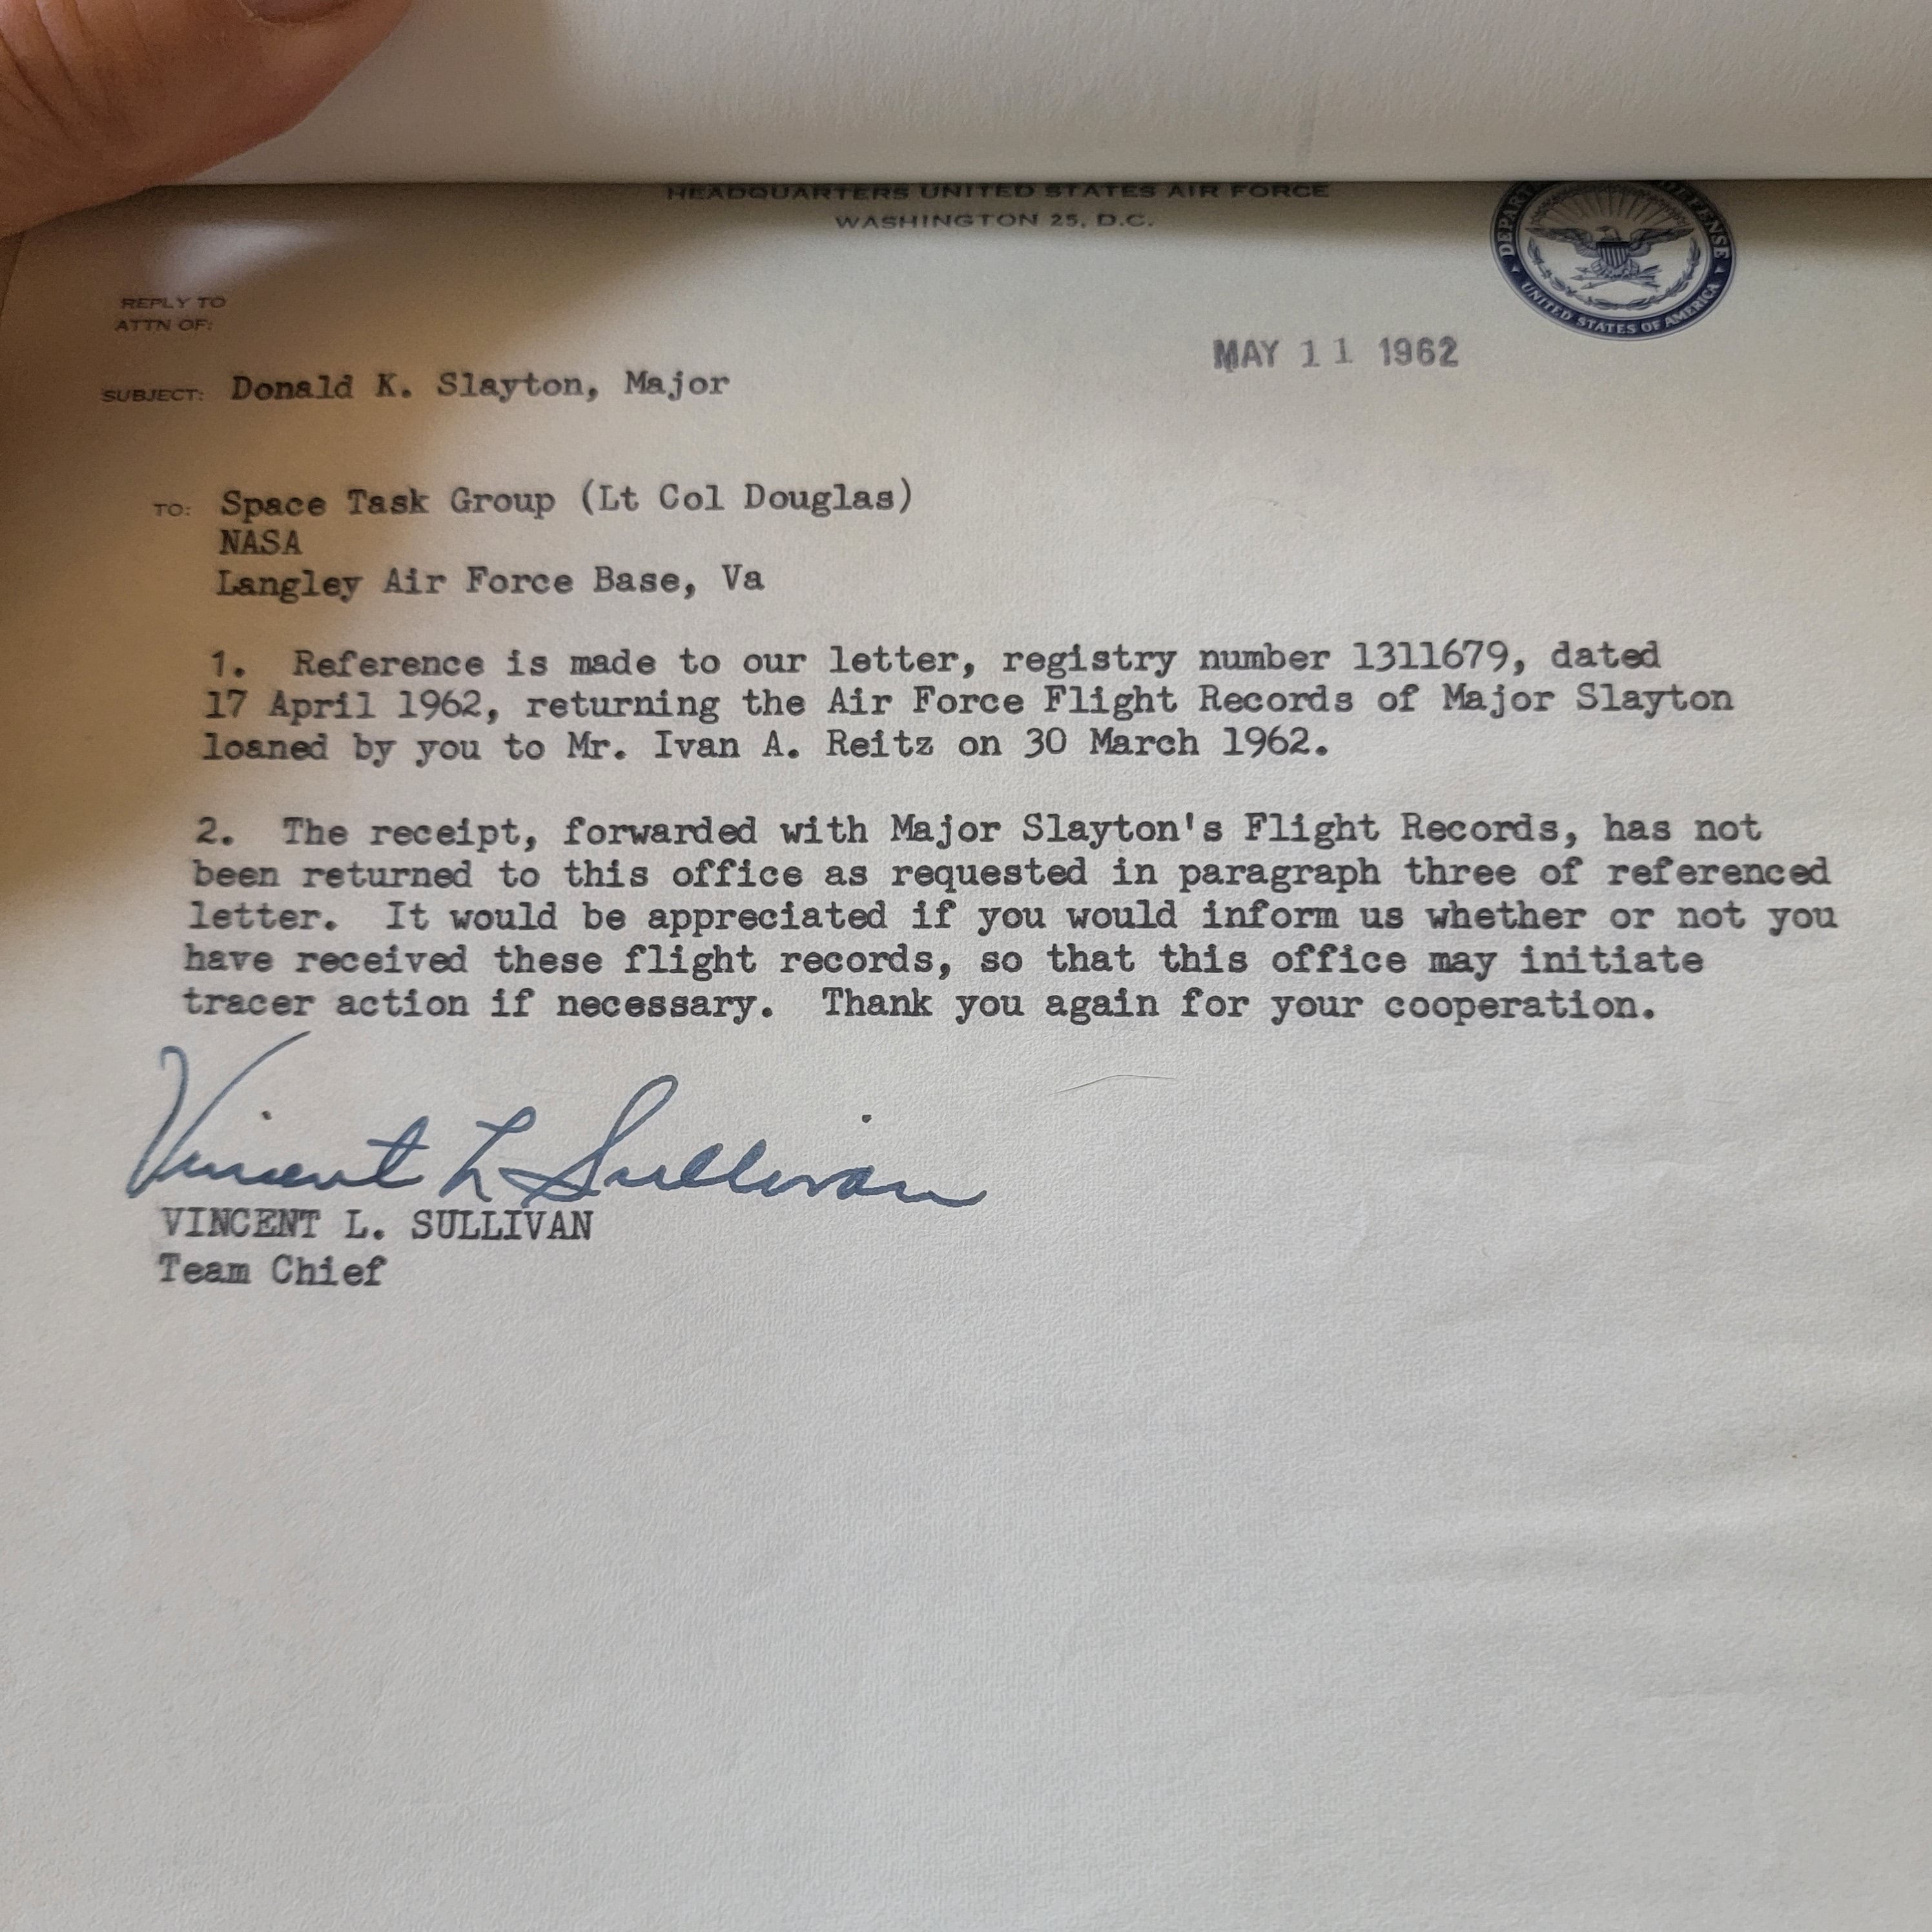 HEADQUARTERS UNITED STATES AIR FORCE
WASHINGTON 25, D.C.
UNITED STATES OF AMERICA
REPLY TO
ATTN OF:
MAY 11 1962
SUBJECT: Donald K. Slayton, Major
TO: Space Task Group (Lt Col Douglas)
NASA
Langley Air Force Base, Va
1. Reference is made to our letter, registry number 1311679, dated
17 April 1962, returning the Air Force Flight Records of Major Slayton
loaned by you to Mr. Ivan A. Reitz on 30 March 1962.
2. The receipt, forwarded with Major Slayton's Flight Records, has not
been returned to this office as requested in paragraph three of referenced
letter. It would be appreciated if you would inform us whether or not you
have received these flight records, so that this office may initiate
tracer action if necessary. Thank you again for your cooperation.
Vincent L Sullivan
VINCENT L. SULLIVAN
Team Chief